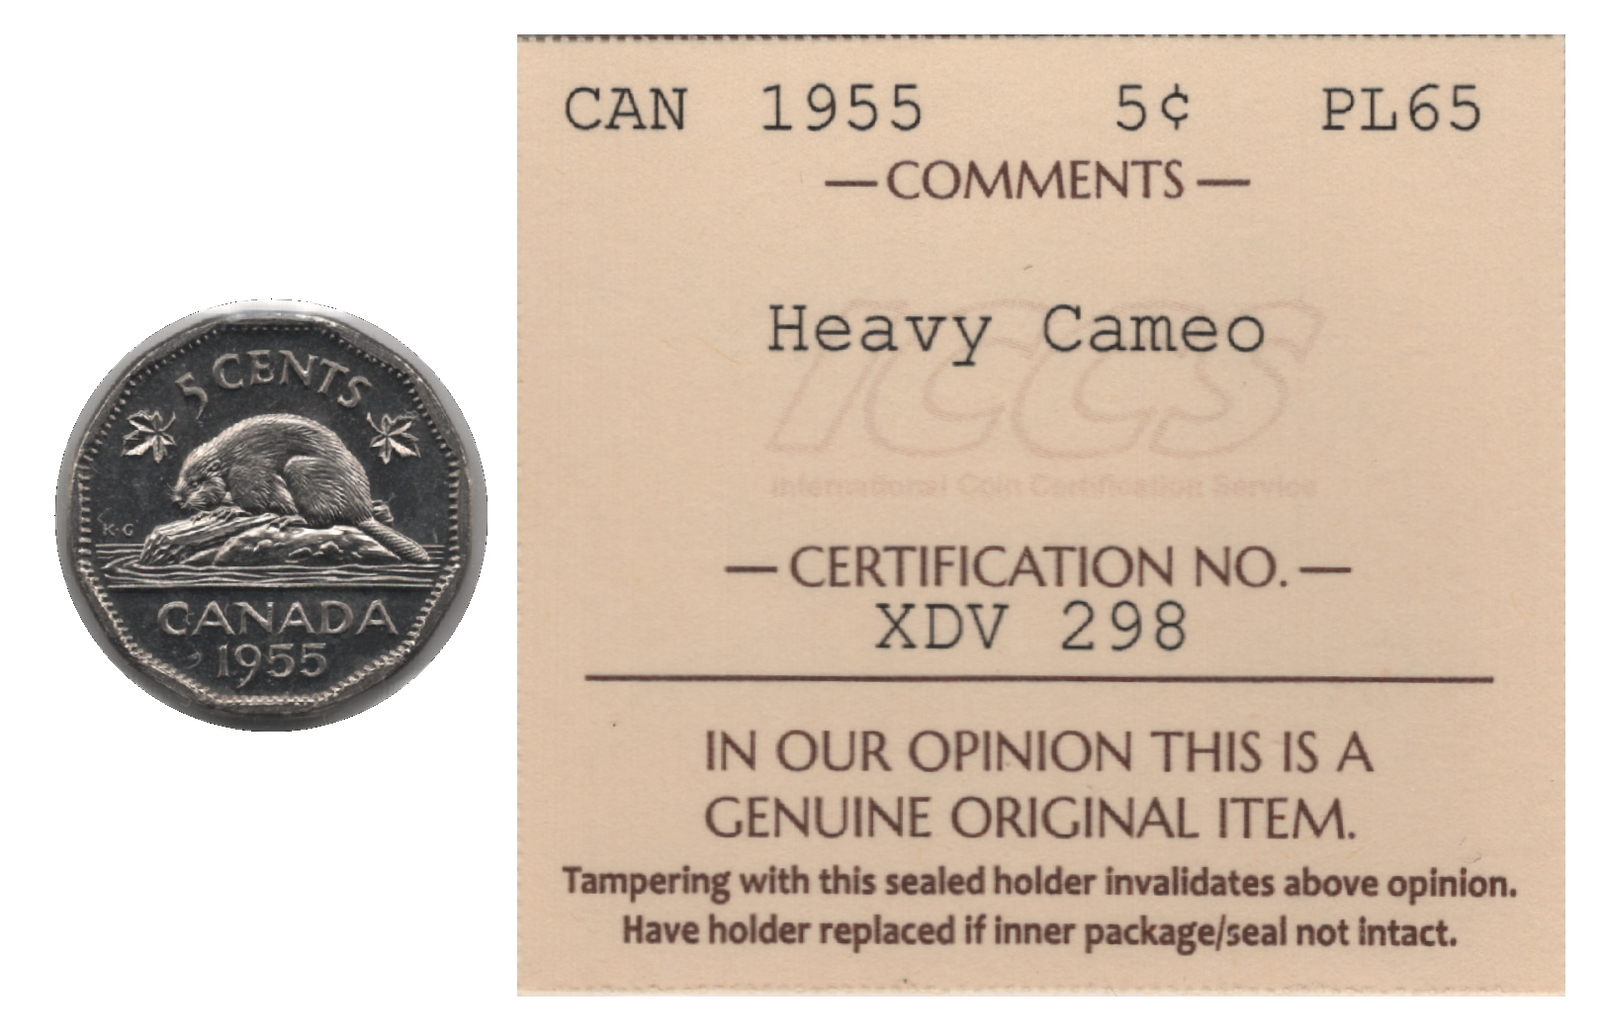 5 CENTS
K·G
CANADA
1955
CAN 1955 5¢ PL65
— COMMENTS —
Heavy Cameo
ICCS
International Coin Certification Service
— CERTIFICATION NO. —
XDV 298
IN OUR OPINION THIS IS A
GENUINE ORIGINAL ITEM.
Tampering with this sealed holder invalidates above opinion.
Have holder replaced if inner package/seal not intact.